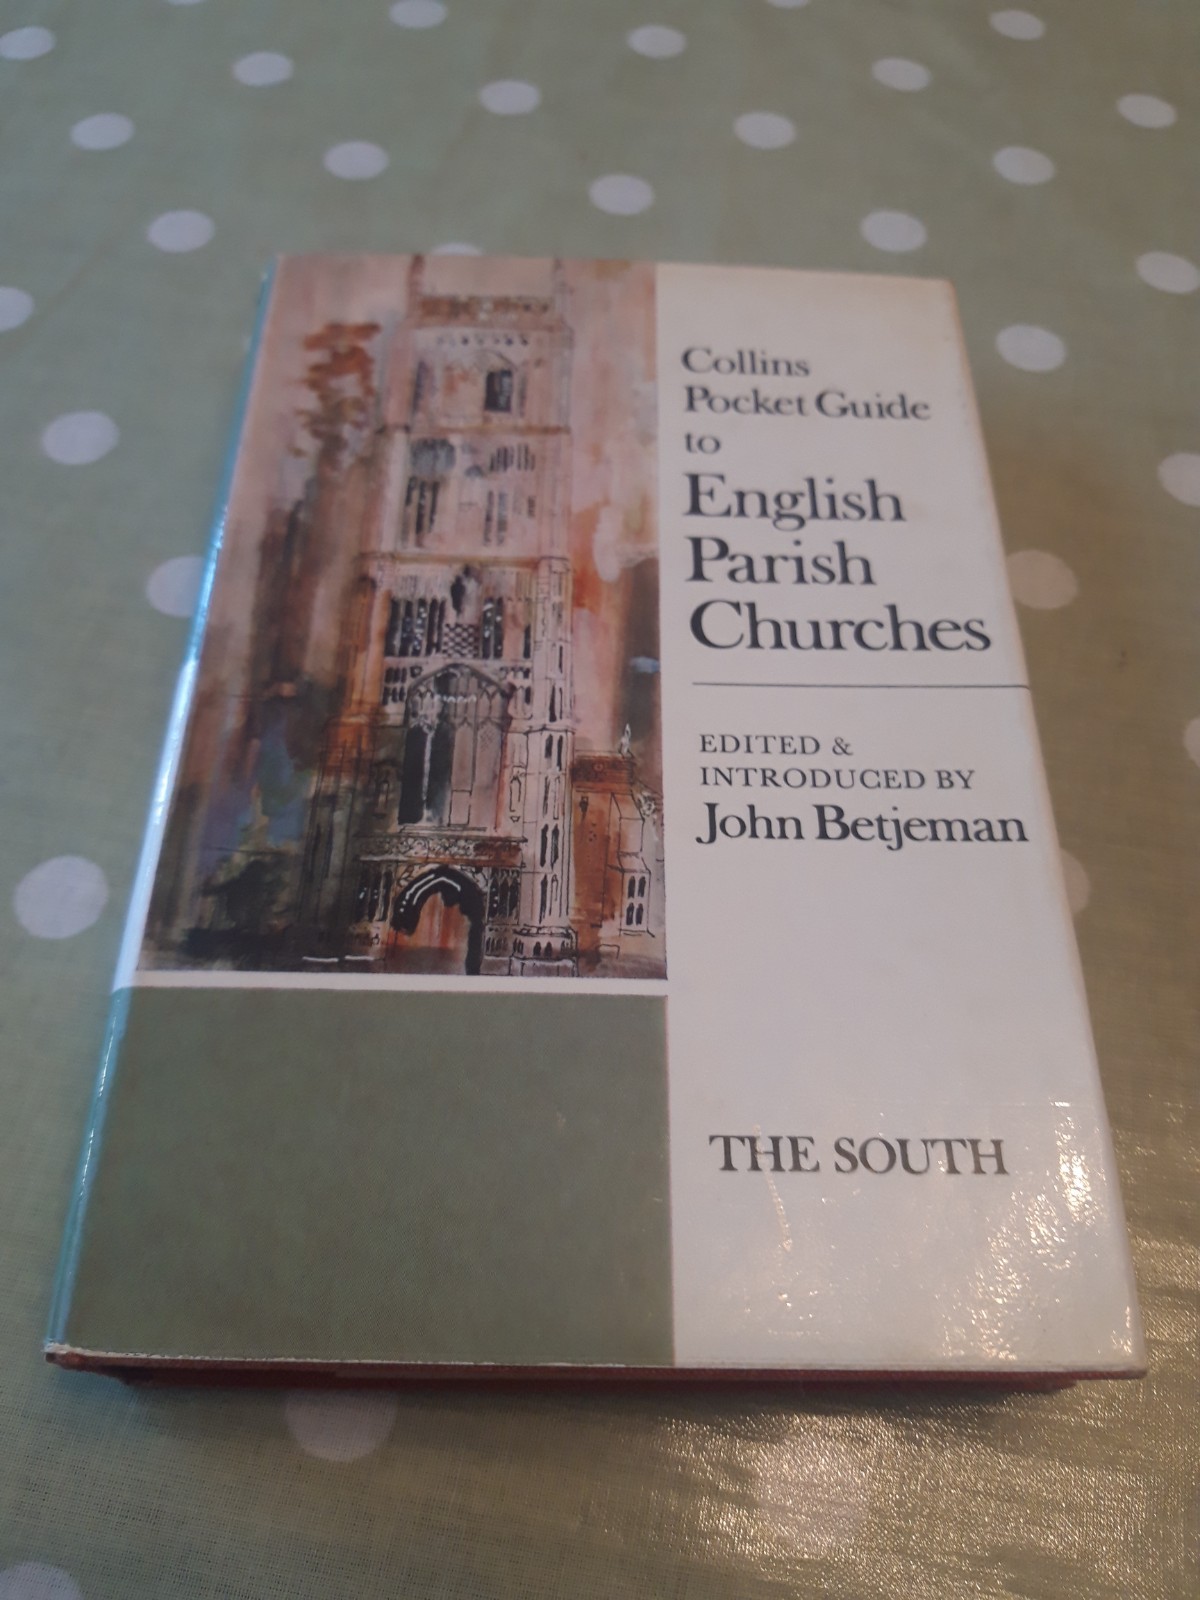 Collins
Pocket Guide
to
English
Parish
Churches
EDITED &
INTRODUCED BY
John Betjeman
THE SOUTH